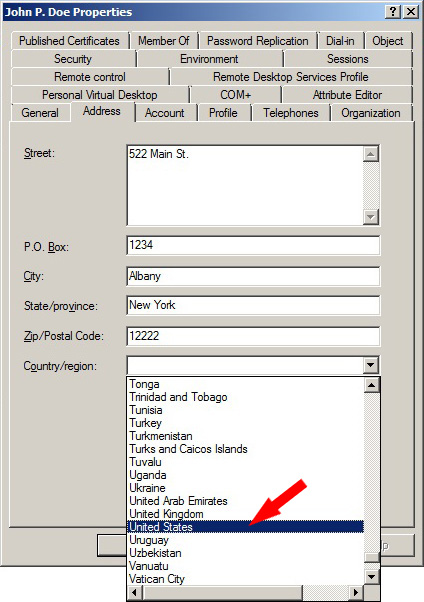 John P. Doe Properties ?
Published Certificates Member Of Password Replication Dial-in Object
Security Environment Sessions
Remote control Remote Desktop Services Profile
Personal Virtual Desktop COM+ Attribute Editor
General Address Account Profile Telephones Organization
Street: 522 Main St.
P.O. Box: 1234
City: Albany
State/province: New York
Zip/Postal Code: 12222
Country/region:
Tonga
Trinidad and Tobago
Tunisia
Turkey
Turkmenistan
Turks and Caicos Islands
Tuvalu
Uganda
Ukraine
United Arab Emirates
United Kingdom
United States
Uruguay
Uzbekistan
Vanuatu
Vatican City